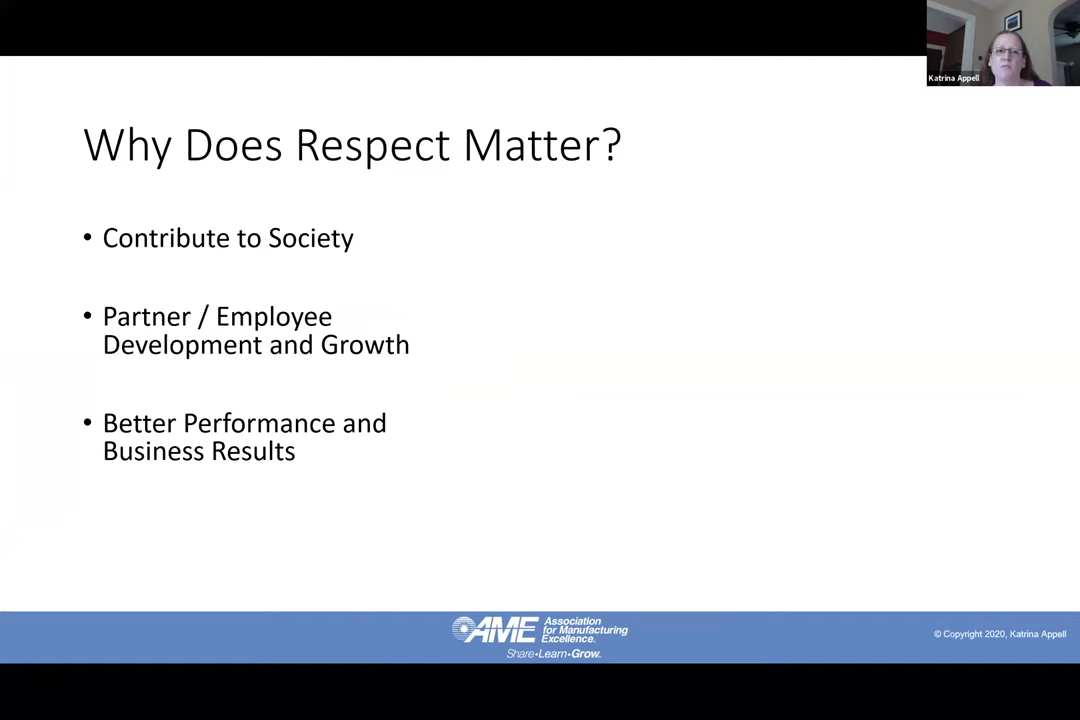 Katrina Appell
Why Does Respect Matter?
• Contribute to Society
• Partner / Employee
Development and Growth
• Better Performance and
Business Results
AME Association
for Manufacturing
Excellence.
Share•Learn•Grow.
© Copyright 2020, Katrina Appell